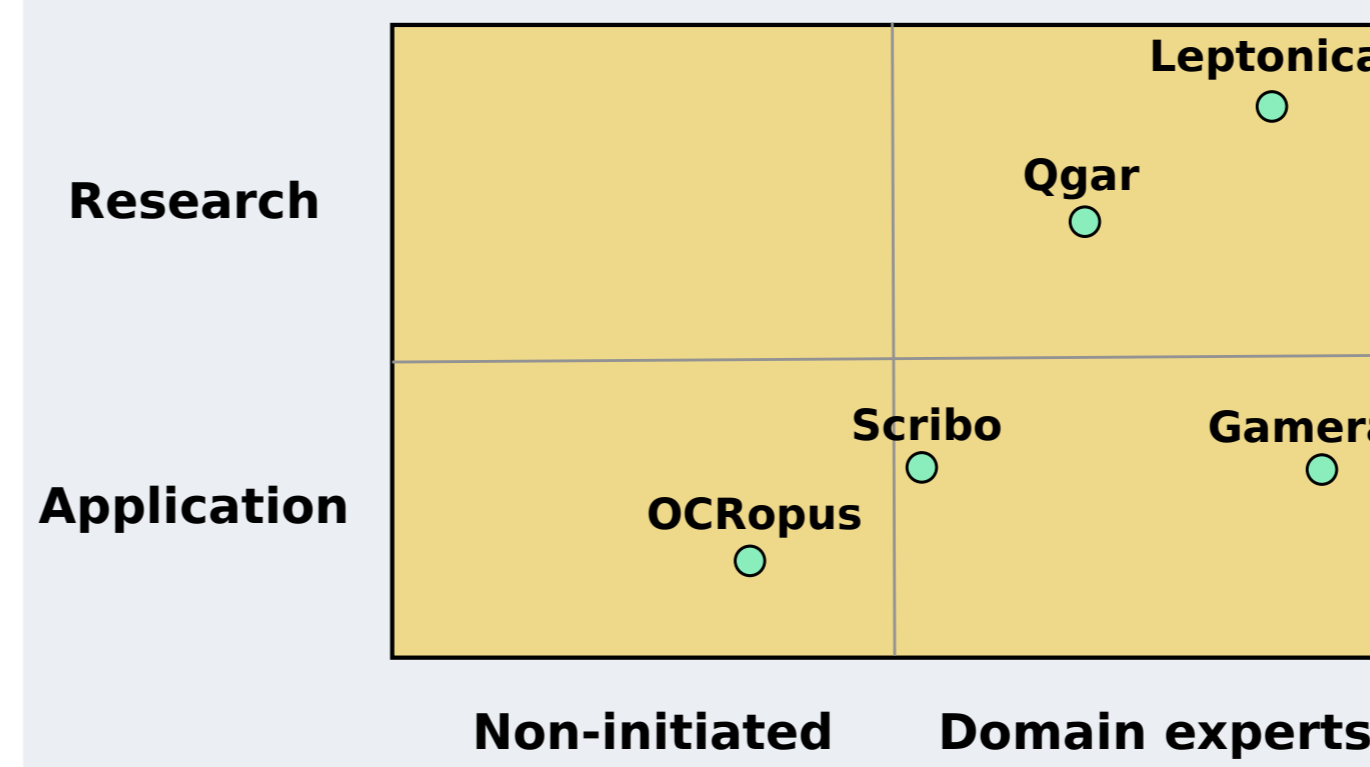 Leptonica
Qgar
Research
Scribo
Gamera
OCRopus
Application
Non-initiated
Domain experts